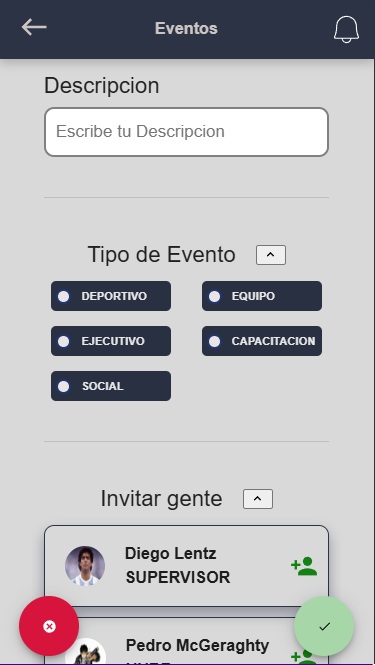 Eventos
Descripcion
Escribe tu Descripcion
Tipo de Evento
DEPORTIVO
EQUIPO
EJECUTIVO
CAPACITACION
SOCIAL
Invitar gente
Diego Lentz
SUPERVISOR
Pedro McGeraghty